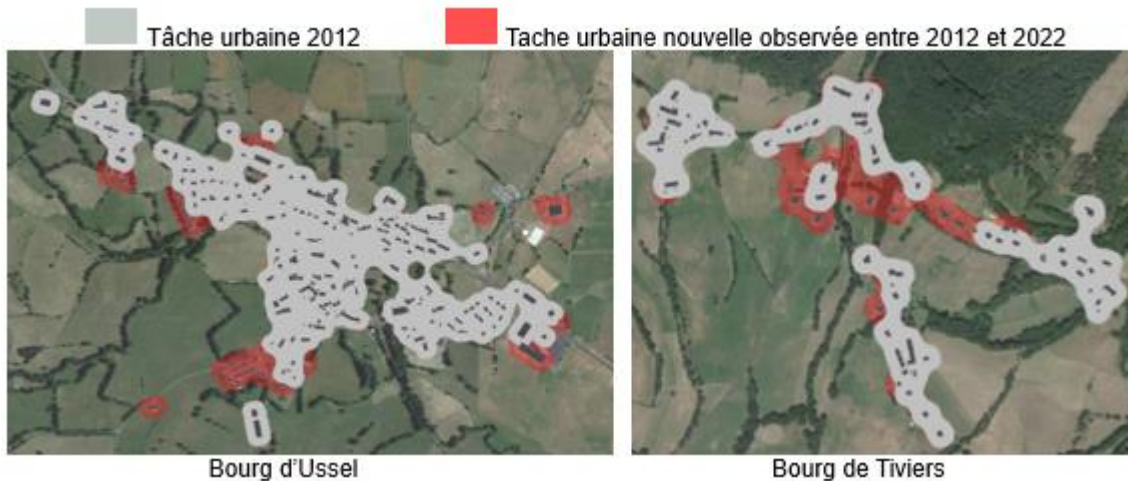 Tâche urbaine 2012
Tache urbaine nouvelle observée entre 2012 et 2022
Bourg d'Ussel
Bourg de Tiviers